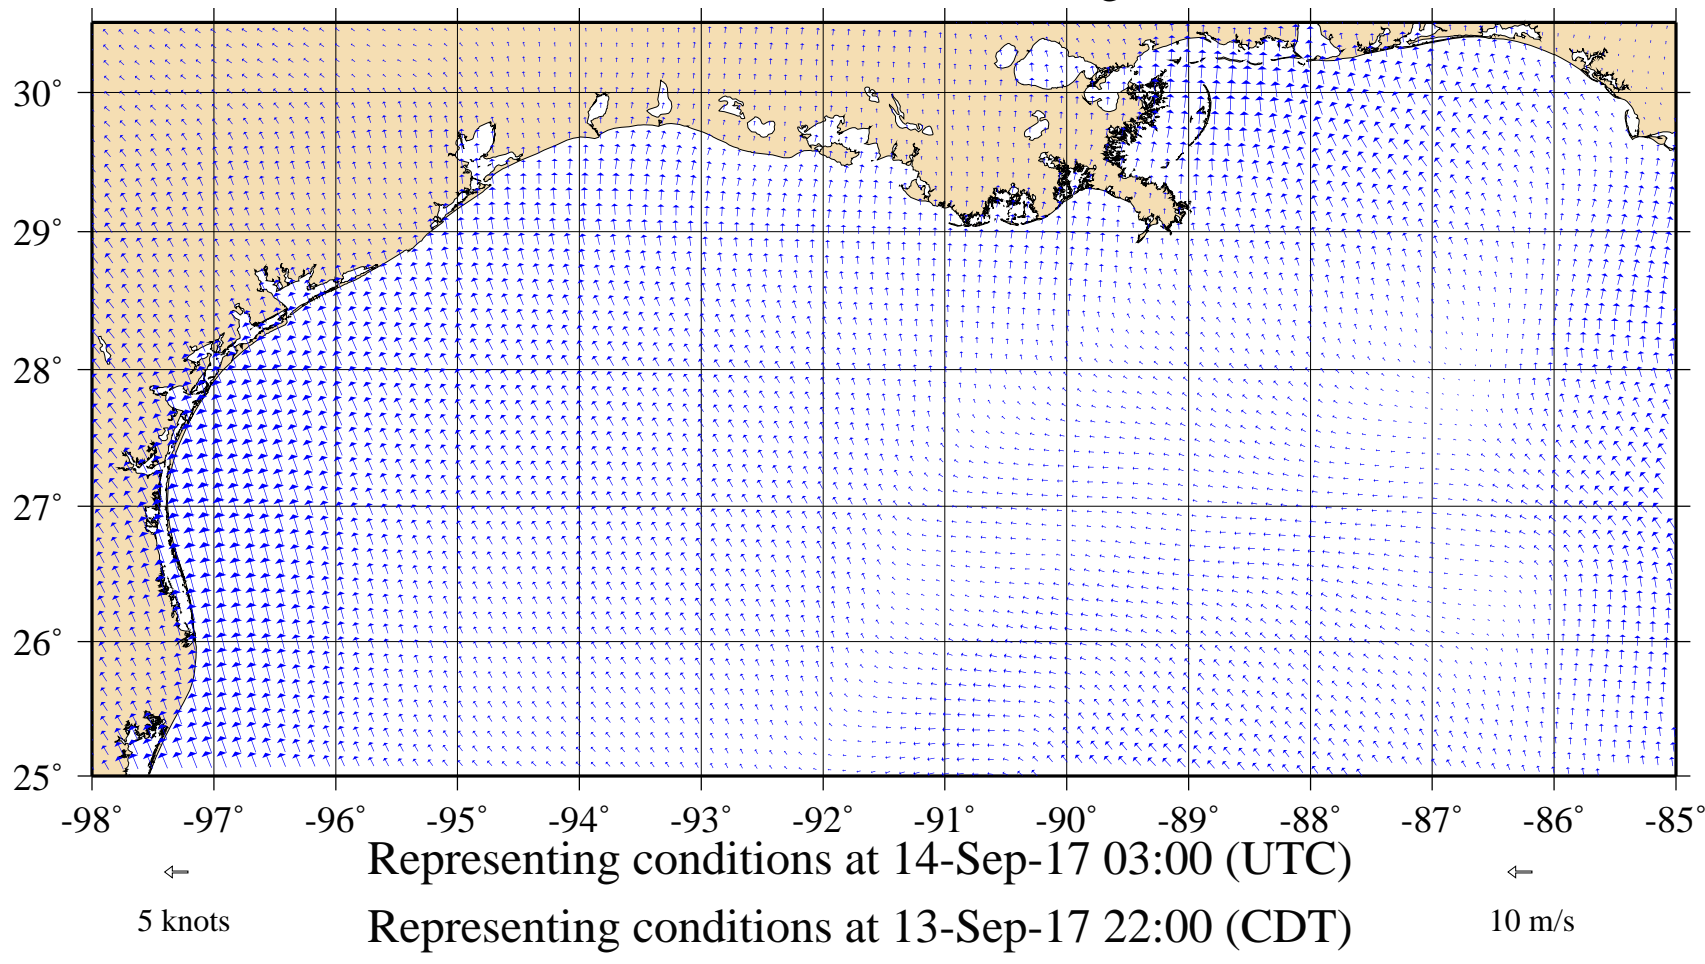 30°
29°
28°
27°
26°
25°
-98° -97° -96° -95° -94° -93° -92° -91° -90° -89° -88° -87° -86° -85°
Representing conditions at 14-Sep-17 03:00 (UTC)
5 knots
Representing conditions at 13-Sep-17 22:00 (CDT)
10 m/s